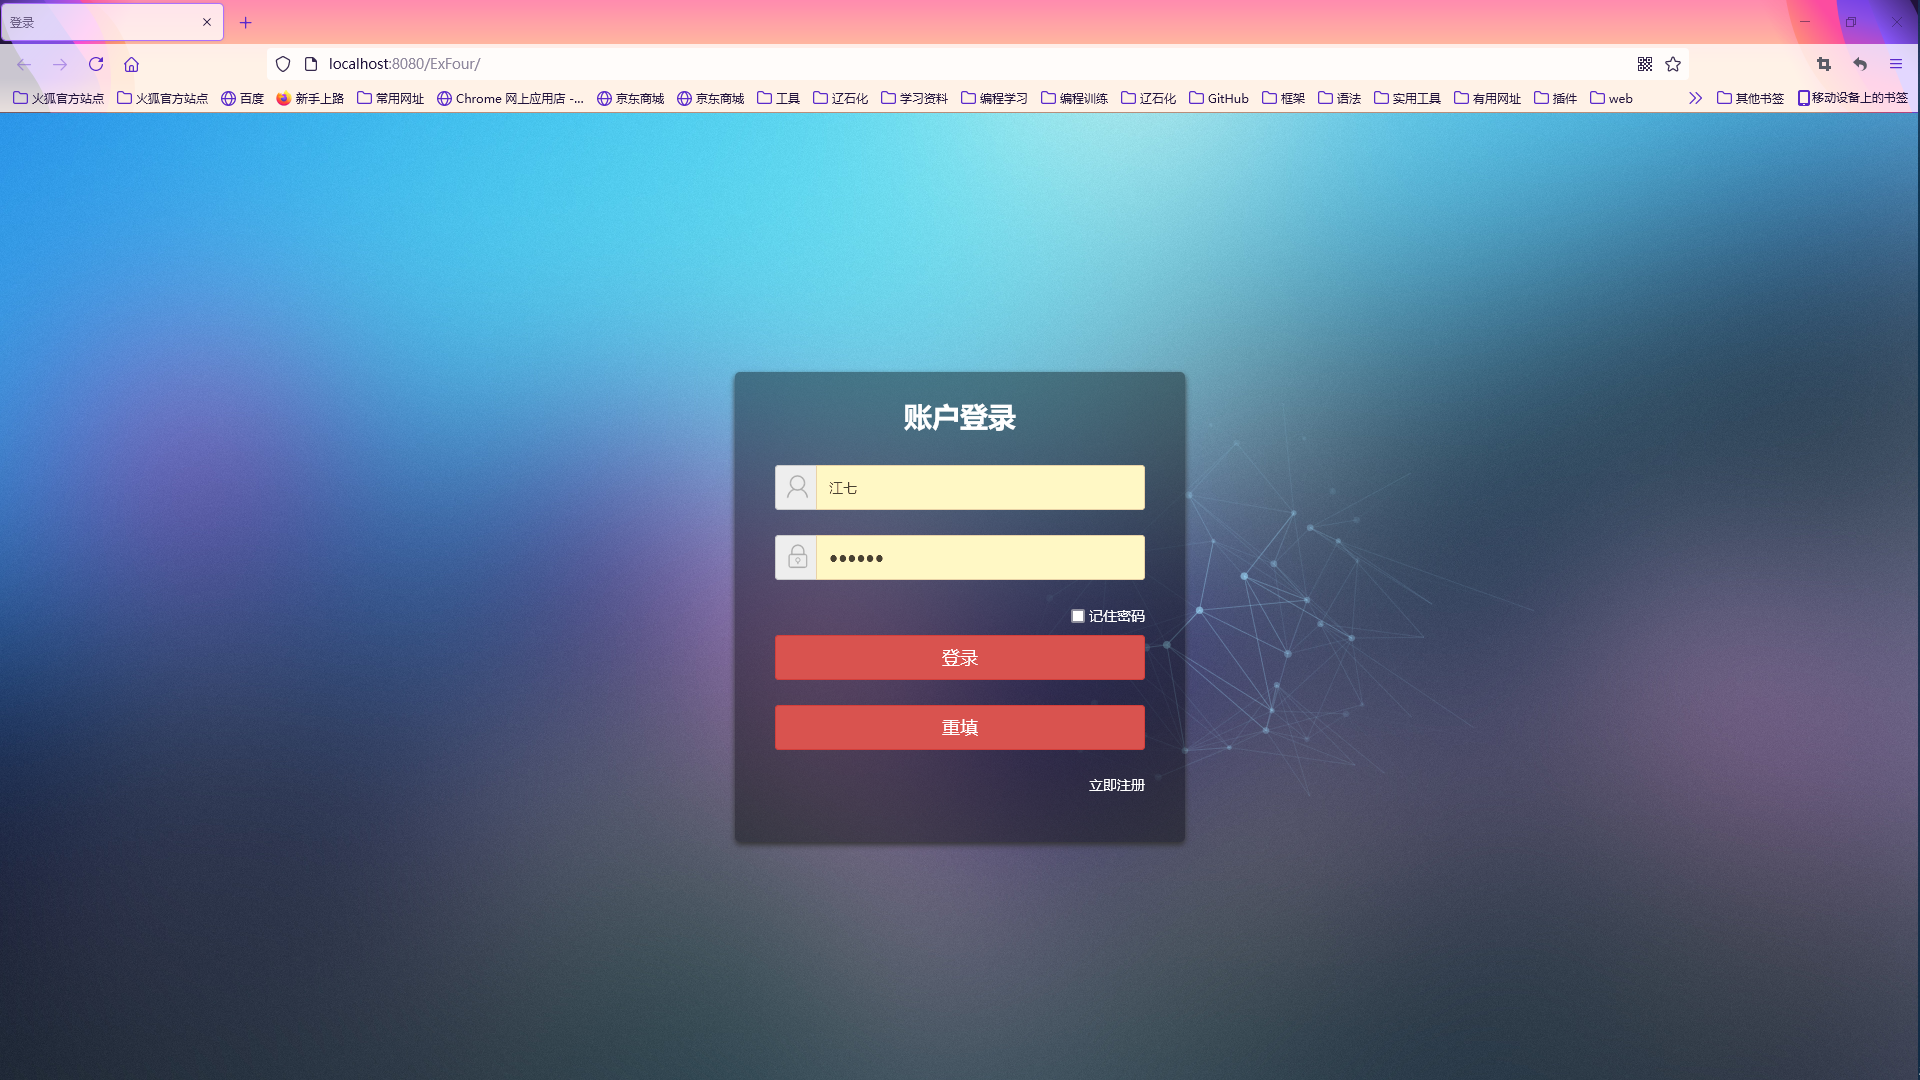 登录
localhost:8080/ExFour/
火狐官方站点 火狐官方站点 百度 新手上路 常用网址 Chrome 网上应用店 -... 京东商城 京东商城 工具 辽石化 学习资料 编程学习 编程训练 辽石化 GitHub 框架 语法 实用工具 有用网址 插件 web 其他书签 移动设备上的书签
账户登录
江七
••••••
记住密码
登录
重填
立即注册